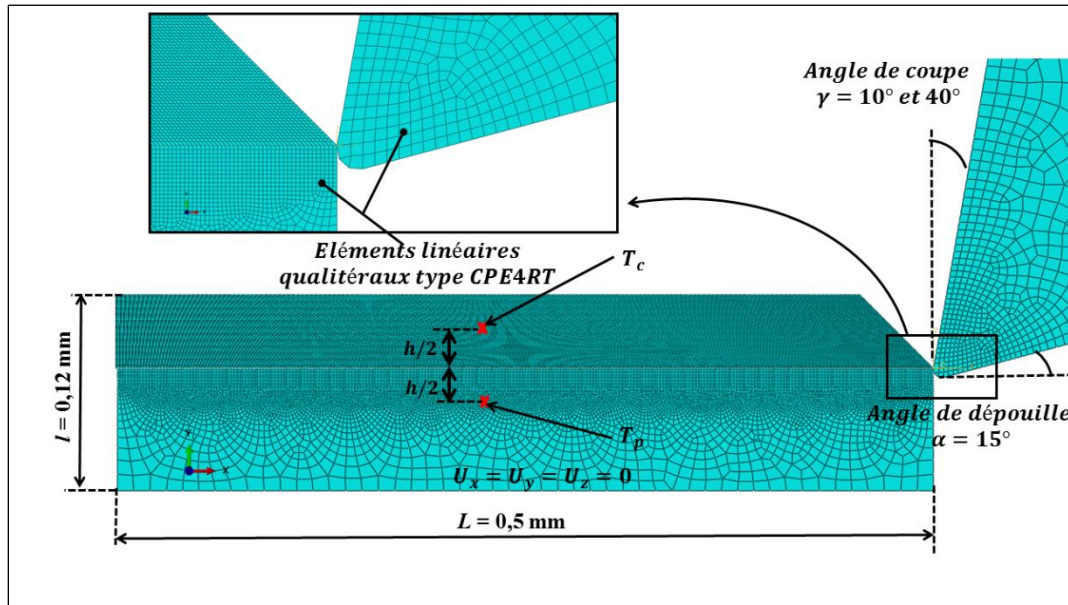 Angle de coupe
γ = 10° et 40°
Eléments linéaires
qualitéraux type CPE4RT
T_c
h/2
h/2
l = 0,12 mm
Angle de dépouille
α = 15°
T_p
Y
X
U_x = U_y = U_z = 0
L = 0,5 mm